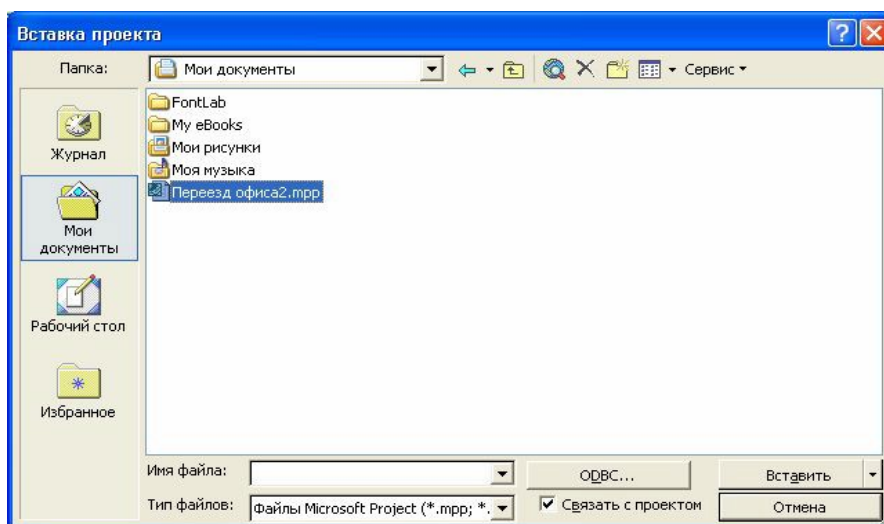 Вставка проекта
Папка: Мои документы Сервис
FontLab
My eBooks
Мои рисунки
Моя музыка
Переезд офиса2.mpp
Журнал
Мои
документы
Рабочий стол
Избранное
Имя файла: ODBC... Вставить
Тип файлов: Файлы Microsoft Project (*.mpp; *. Связать с проектом Отмена